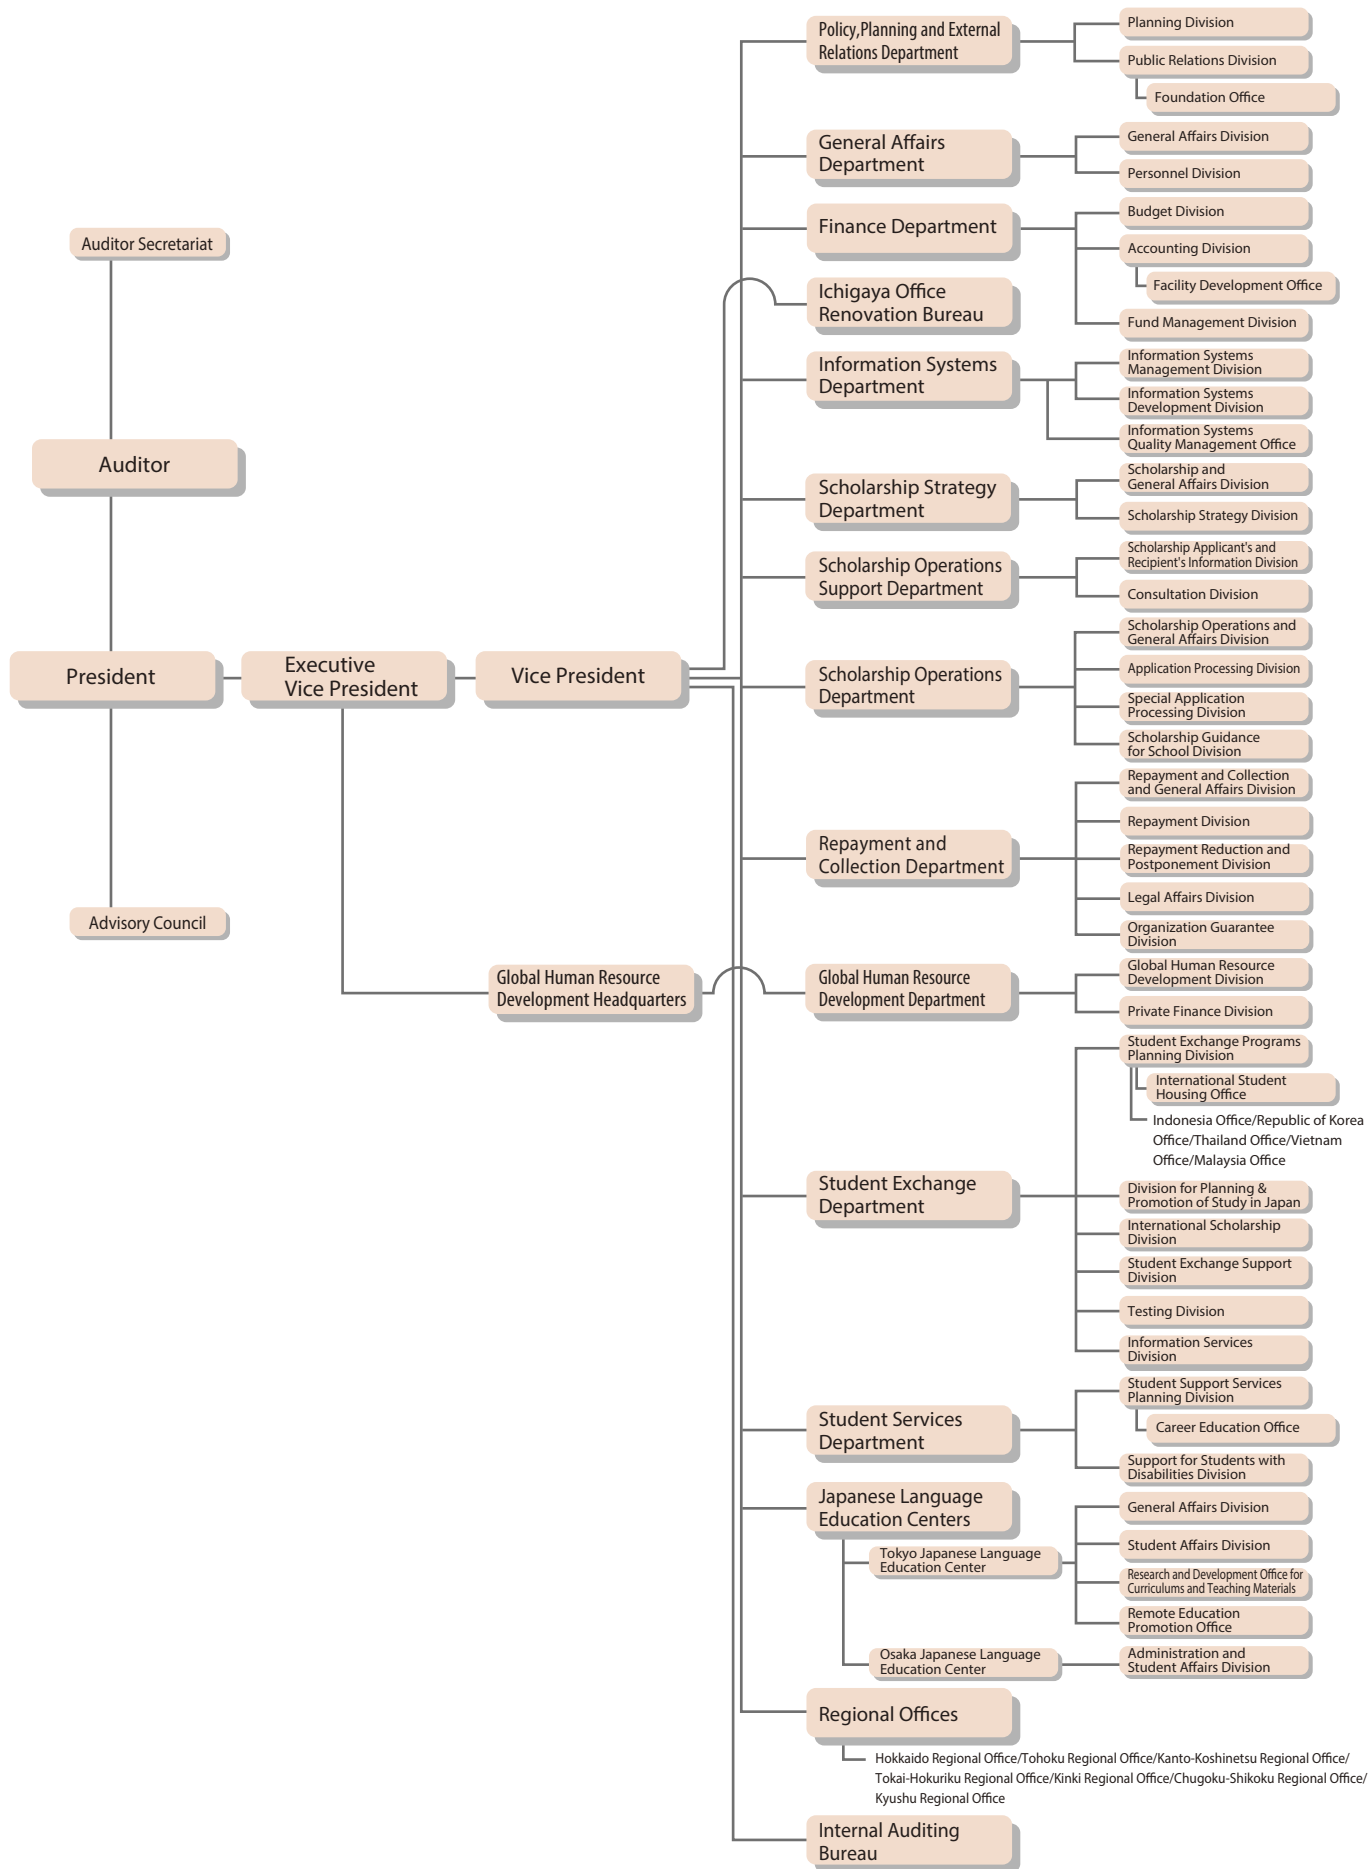 Auditor Secretariat
Auditor
President
Advisory Council
Executive
Vice President
Vice President
Global Human Resource
Development Headquarters
Policy,Planning and External
Relations Department
Planning Division
Public Relations Division
Foundation Office
General Affairs
Department
General Affairs Division
Personnel Division
Finance Department
Budget Division
Accounting Division
Facility Development Office
Fund Management Division
Ichigaya Office
Renovation Bureau
Information Systems
Department
Information Systems
Management Division
Information Systems
Development Division
Information Systems
Quality Management Office
Scholarship Strategy
Department
Scholarship and
General Affairs Division
Scholarship Strategy Division
Scholarship Operations
Support Department
Scholarship Applicant's and
Recipient's Information Division
Consultation Division
Scholarship Operations
Department
Scholarship Operations and
General Affairs Division
Application Processing Division
Special Application
Processing Division
Scholarship Guidance
for School Division
Repayment and
Collection Department
Repayment and Collection
and General Affairs Division
Repayment Division
Repayment Reduction and
Postponement Division
Legal Affairs Division
Organization Guarantee
Division
Global Human Resource
Development Department
Global Human Resource
Development Division
Private Finance Division
Student Exchange
Department
Student Exchange Programs
Planning Division
International Student
Housing Office
Indonesia Office/Republic of Korea
Office/Thailand Office/Vietnam
Office/Malaysia Office
Division for Planning &
Promotion of Study in Japan
International Scholarship
Division
Student Exchange Support
Division
Testing Division
Information Services
Division
Student Services
Department
Student Support Services
Planning Division
Career Education Office
Support for Students with
Disabilities Division
Japanese Language
Education Centers
Tokyo Japanese Language
Education Center
General Affairs Division
Student Affairs Division
Research and Development Office for
Curriculums and Teaching Materials
Remote Education
Promotion Office
Osaka Japanese Language
Education Center
Administration and
Student Affairs Division
Regional Offices
Hokkaido Regional Office/Tohoku Regional Office/Kanto-Koshinetsu Regional Office/
Tokai-Hokuriku Regional Office/Kinki Regional Office/Chugoku-Shikoku Regional Office/
Kyushu Regional Office
Internal Auditing
Bureau